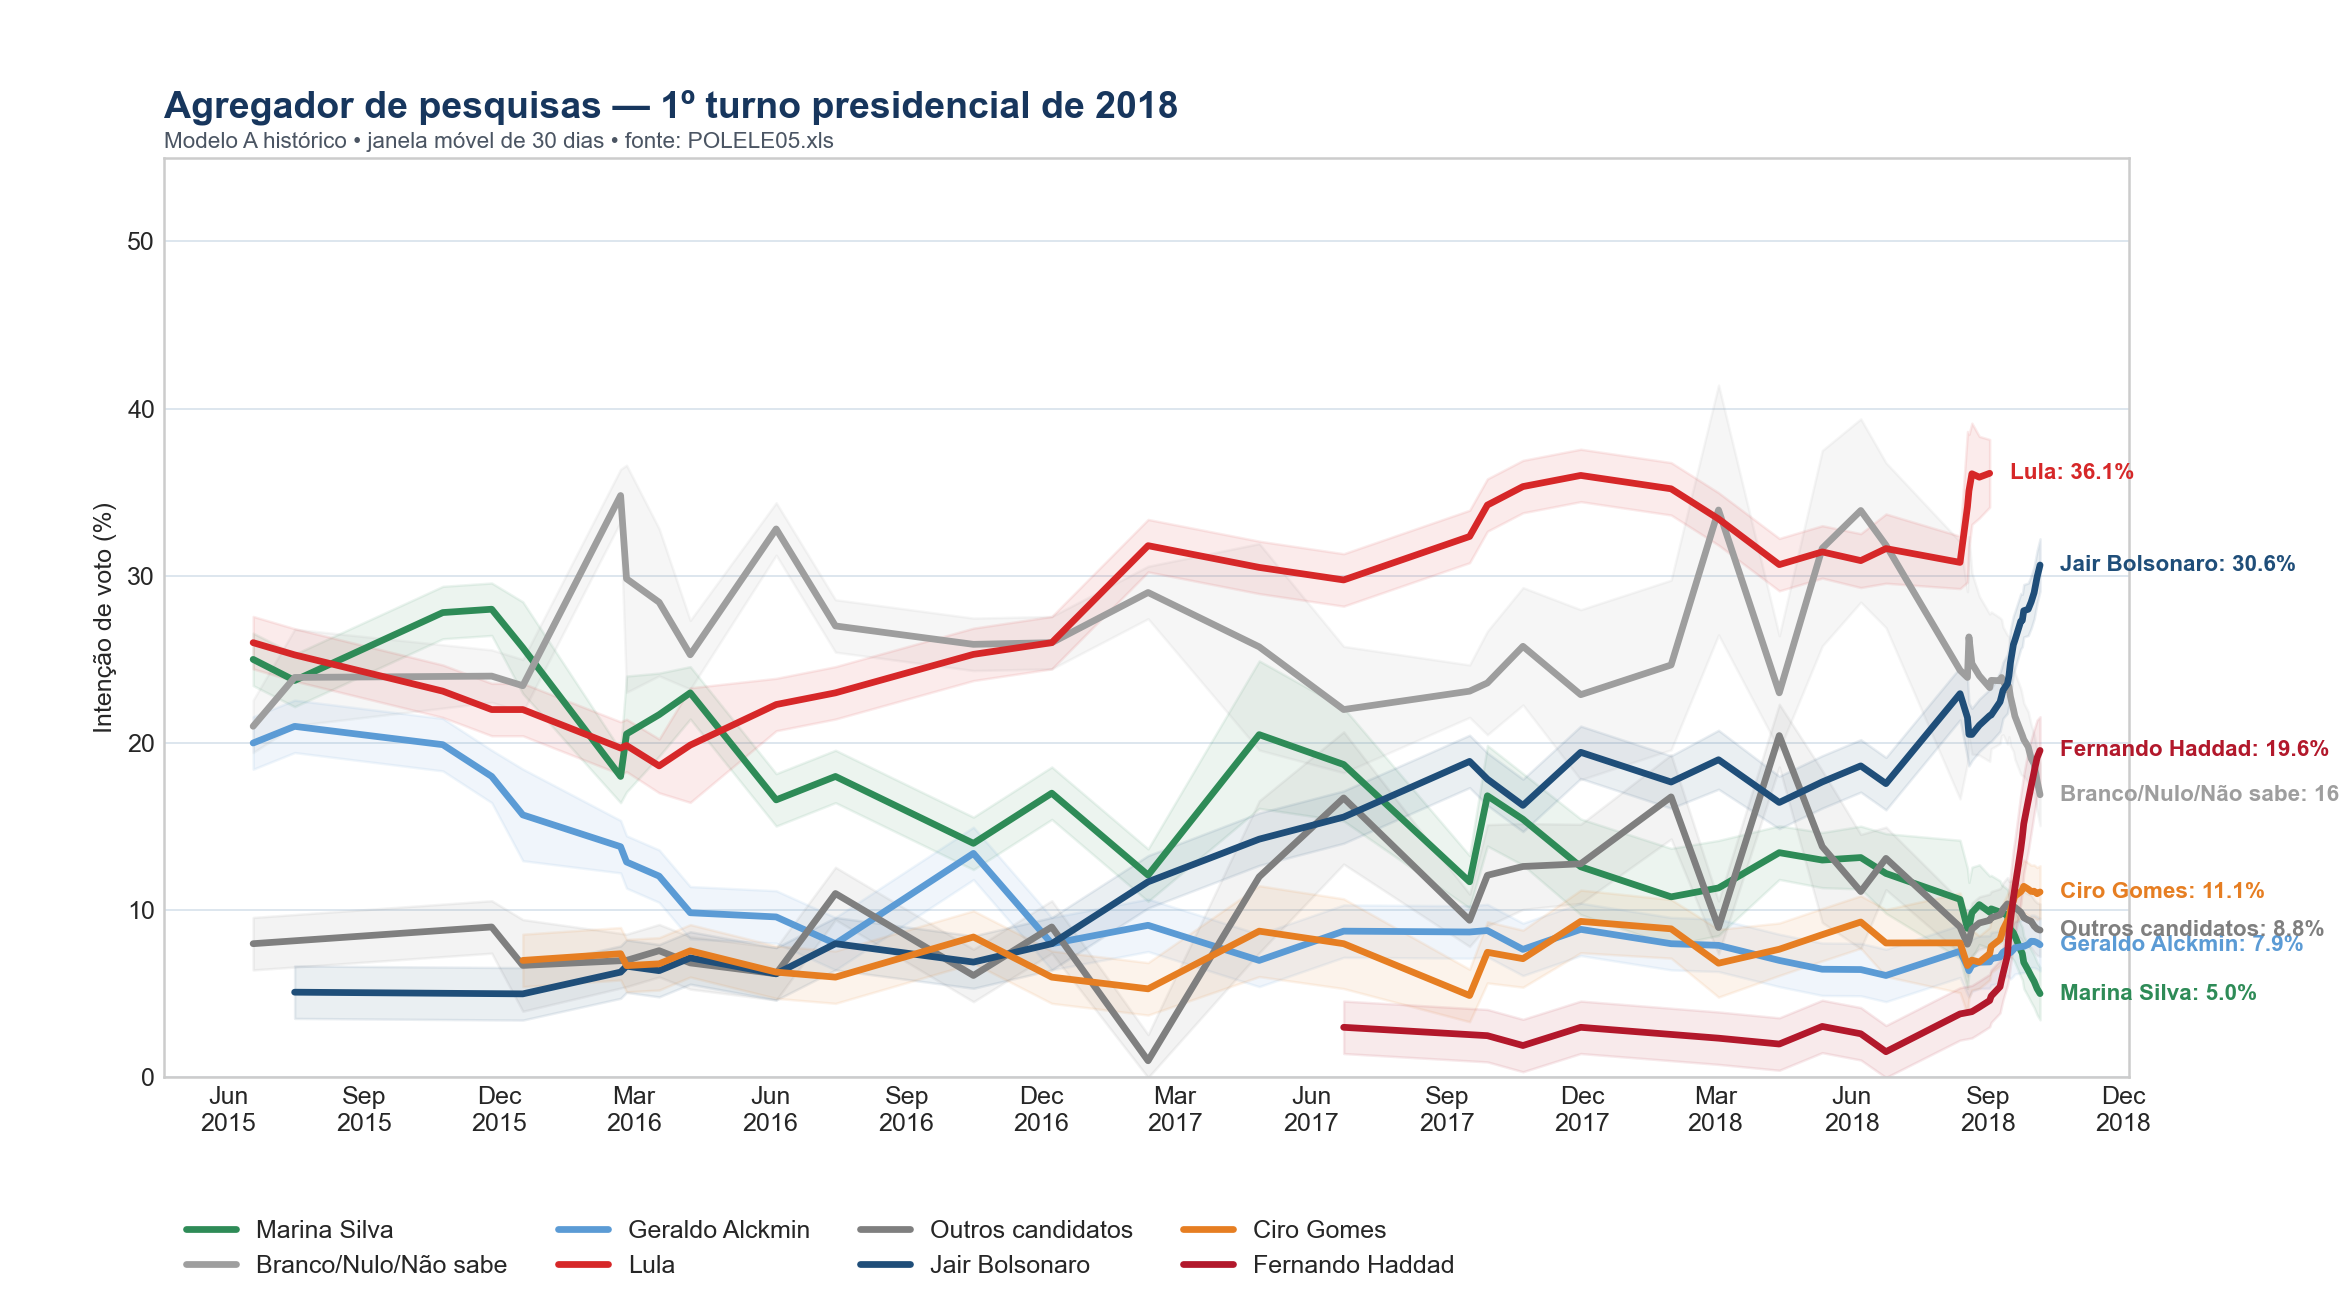 Agregador de pesquisas — 1º turno presidencial de 2018
Modelo A histórico • janela móvel de 30 dias • fonte: POLELE05.xls
Intenção de voto (%)
50
40
30
20
10
0
Lula: 36.1%
Jair Bolsonaro: 30.6%
Fernando Haddad: 19.6%
Branco/Nulo/Não sabe: 16
Ciro Gomes: 11.1%
Outros candidatos: 8.8%
Geraldo Alckmin: 7.9%
Marina Silva: 5.0%
Jun Sep Dec Mar Jun Sep Dec Mar Jun Sep Dec Mar Jun Sep Dec
2015 2015 2015 2016 2016 2016 2016 2017 2017 2017 2017 2018 2018 2018 2018
Marina Silva Geraldo Alckmin Outros candidatos Ciro Gomes
Branco/Nulo/Não sabe Lula Jair Bolsonaro Fernando Haddad